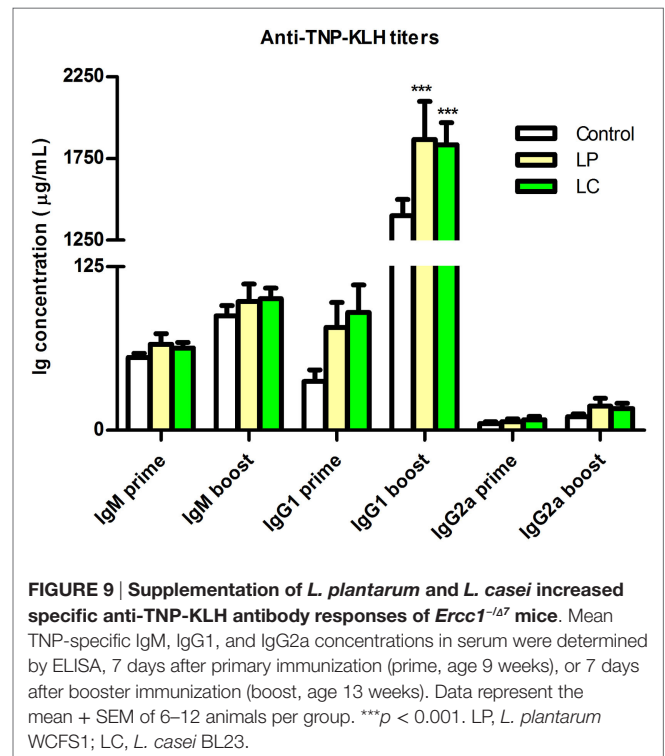 Anti-TNP-KLH titers
Ig concentration ( µg/mL)
2250
1750
1250
125
0
***
***
Control
LP
LC
IgM prime
IgM boost
IgG1 prime
IgG1 boost
IgG2a prime
IgG2a boost
FIGURE 9 | Supplementation of L. plantarum and L. casei increased
specific anti-TNP-KLH antibody responses of Ercc1−/Δ7 mice. Mean
TNP-specific IgM, IgG1, and IgG2a concentrations in serum were determined
by ELISA, 7 days after primary immunization (prime, age 9 weeks), or 7 days
after booster immunization (boost, age 13 weeks). Data represent the
mean + SEM of 6–12 animals per group. ***p < 0.001. LP, L. plantarum
WCFS1; LC, L. casei BL23.